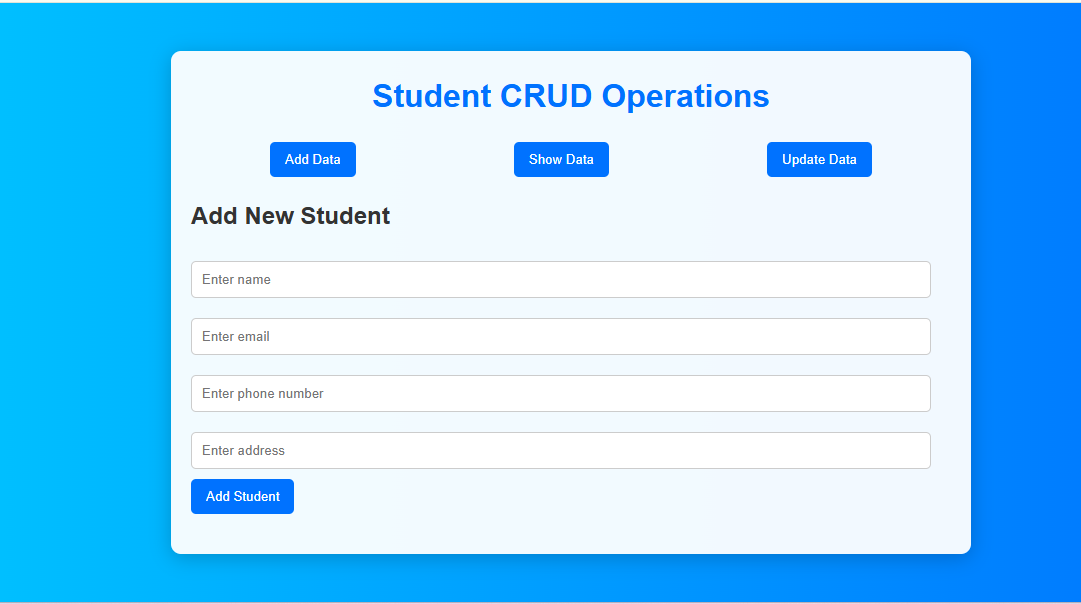 Student CRUD Operations
Add Data Show Data Update Data
Add New Student
Enter name
Enter email
Enter phone number
Enter address
Add Student